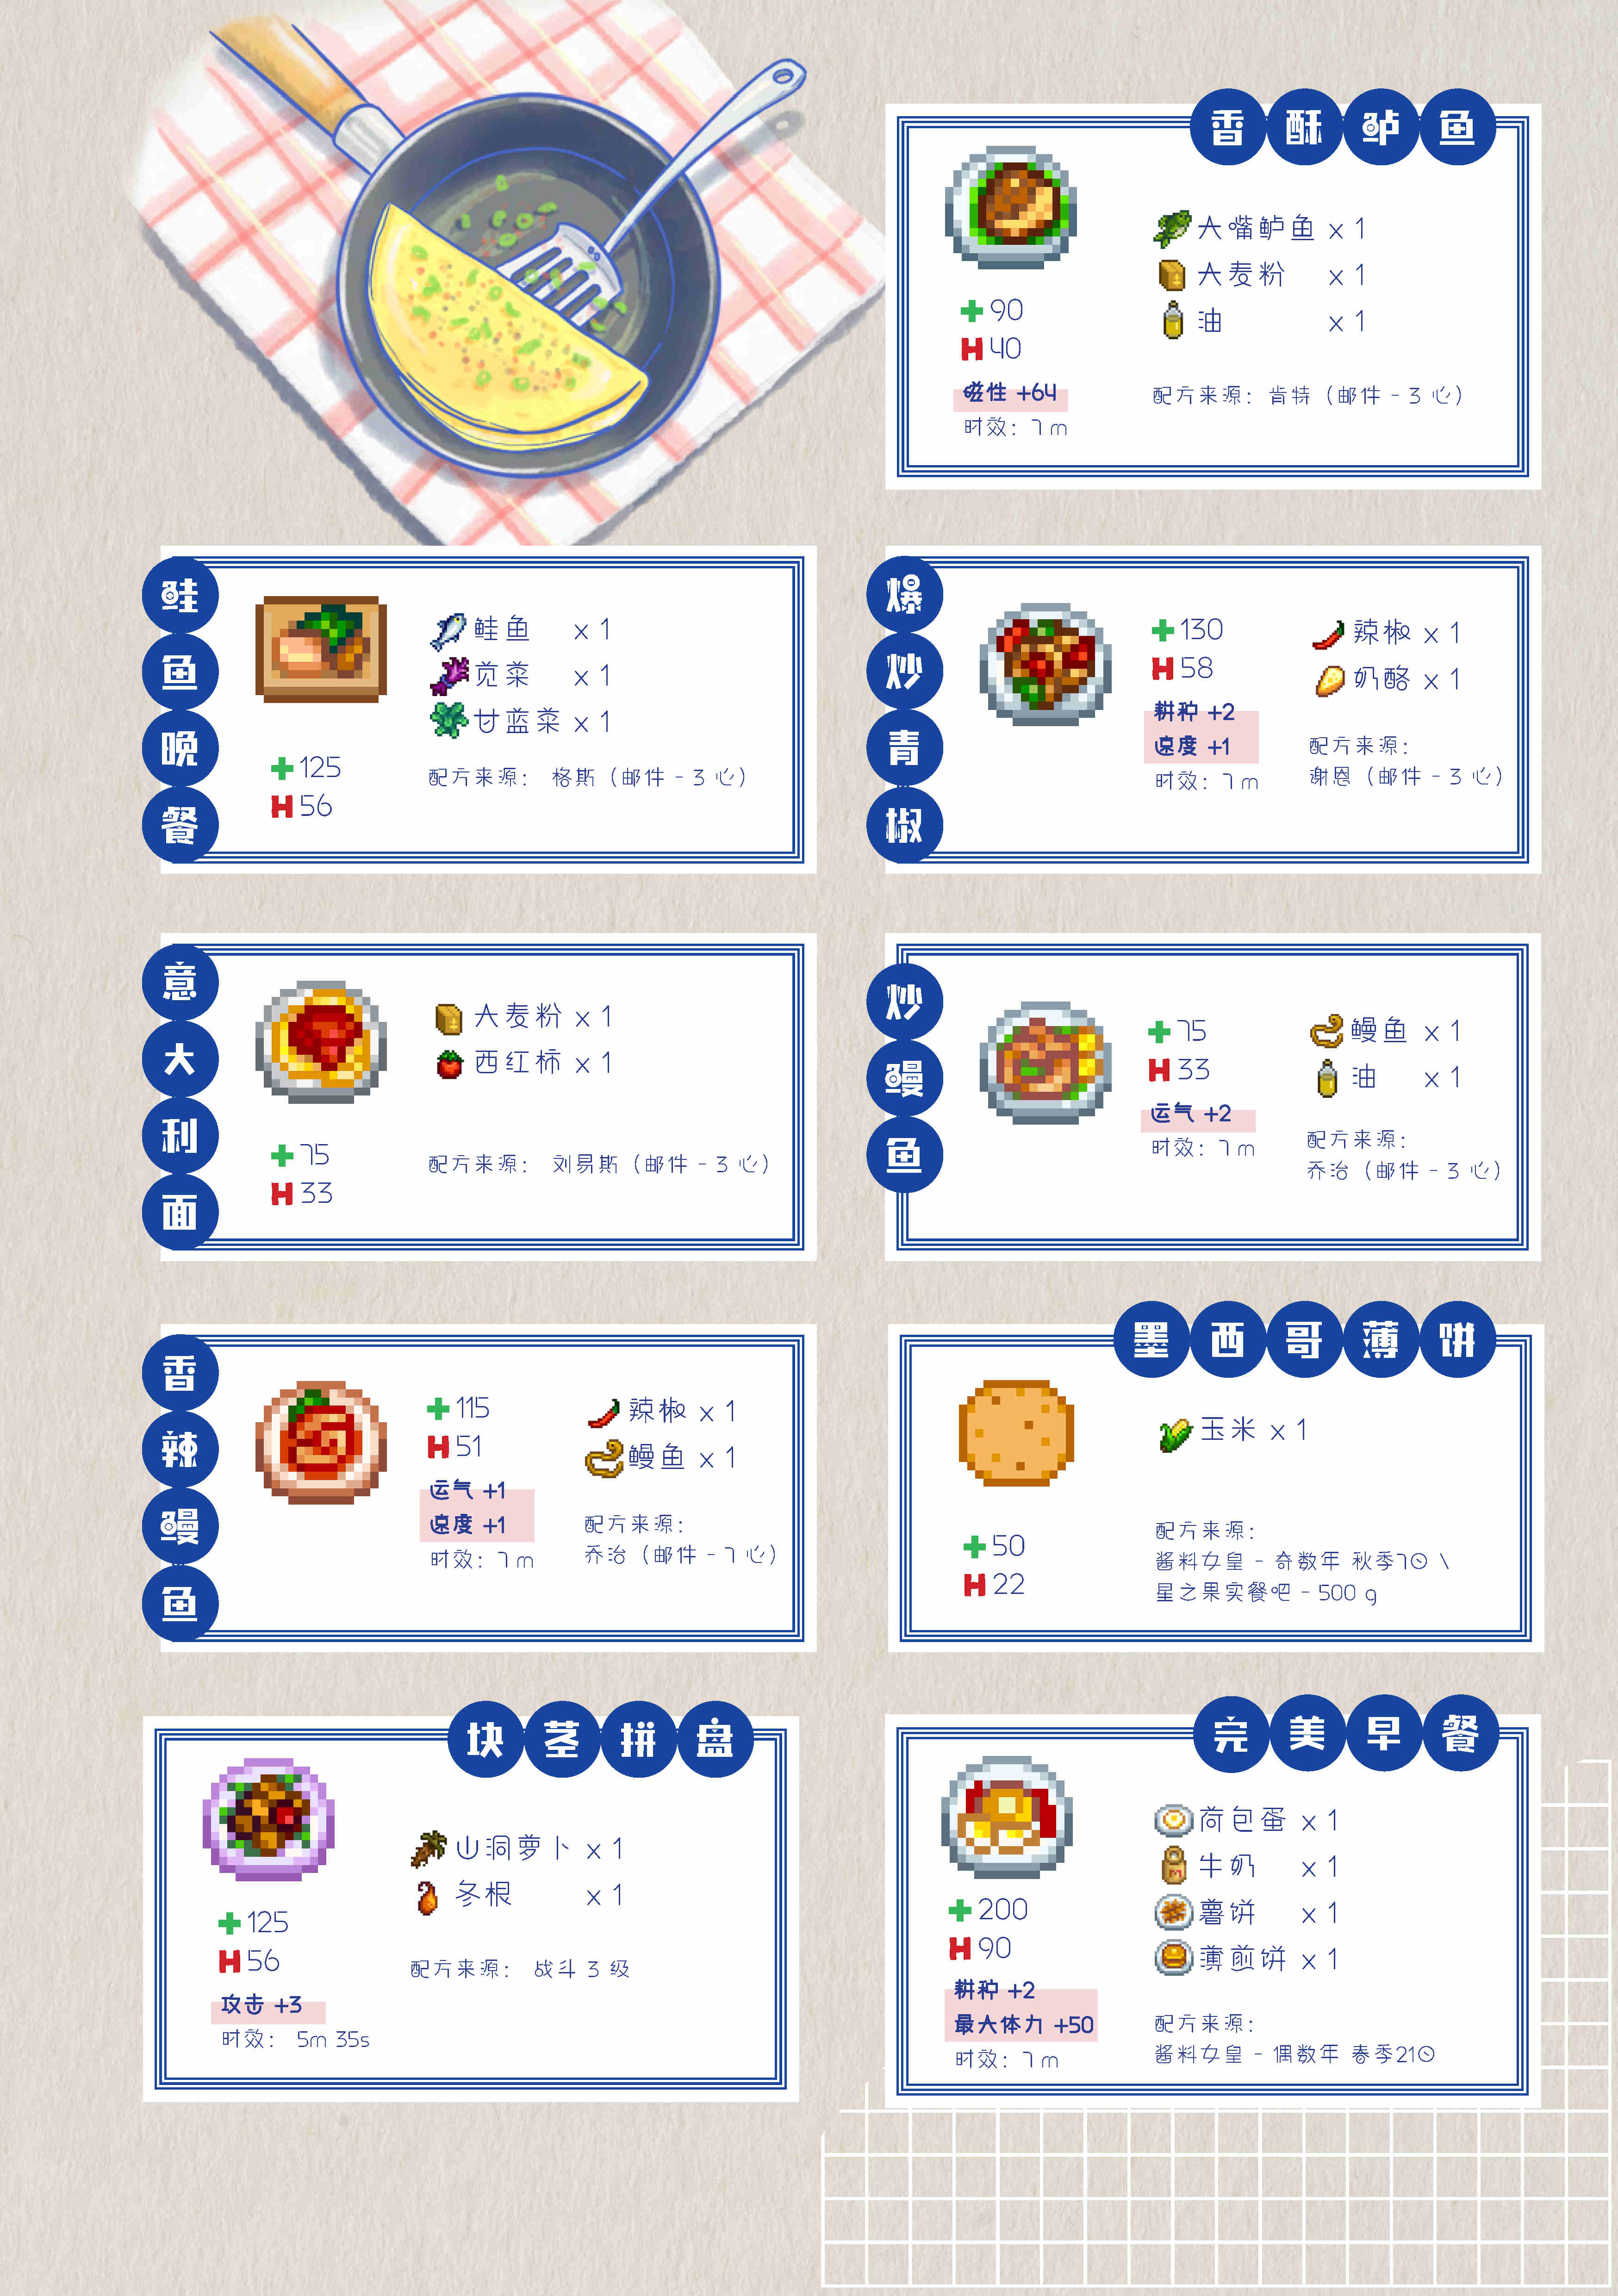 香酥鲈鱼
大嘴鲈鱼 x 1
大麦粉 x 1
油 x 1
+90
H 40
磁性 +64
时效: 7 m
配方来源: 肯特 (邮件 - 3 心)
鲑鱼晚餐
鲑鱼 x 1
苋菜 x 1
甘蓝菜 x 1
+125
H 56
配方来源: 格斯 (邮件 - 3 心)
爆炒青椒
+130
H 58
耕种 +2
速度 +1
时效: 7 m
辣椒 x 1
奶酪 x 1
配方来源:
谢恩 (邮件 - 3 心)
意大利面
大麦粉 x 1
西红柿 x 1
+75
H 33
配方来源: 刘易斯 (邮件 - 3 心)
炒鳗鱼
+75
H 33
运气 +2
时效: 7 m
鳗鱼 x 1
油 x 1
配方来源:
乔治 (邮件 - 3 心)
香辣鳗鱼
+115
H 51
运气 +1
速度 +1
时效: 7 m
辣椒 x 1
鳗鱼 x 1
配方来源:
乔治 (邮件 - 7 心)
墨西哥薄饼
玉米 x 1
+50
H 22
配方来源:
酱料女皇 - 奇数年 秋季7日 \
星之果实餐吧 - 500 g
块茎拼盘
山洞萝卜 x 1
冬根 x 1
+125
H 56
攻击 +3
时效: 5m 35s
配方来源: 战斗 3 级
完美早餐
荷包蛋 x 1
牛奶 x 1
薯饼 x 1
薄煎饼 x 1
+200
H 90
耕种 +2
最大体力 +50
时效: 7 m
配方来源:
酱料女皇 - 偶数年 春季21日